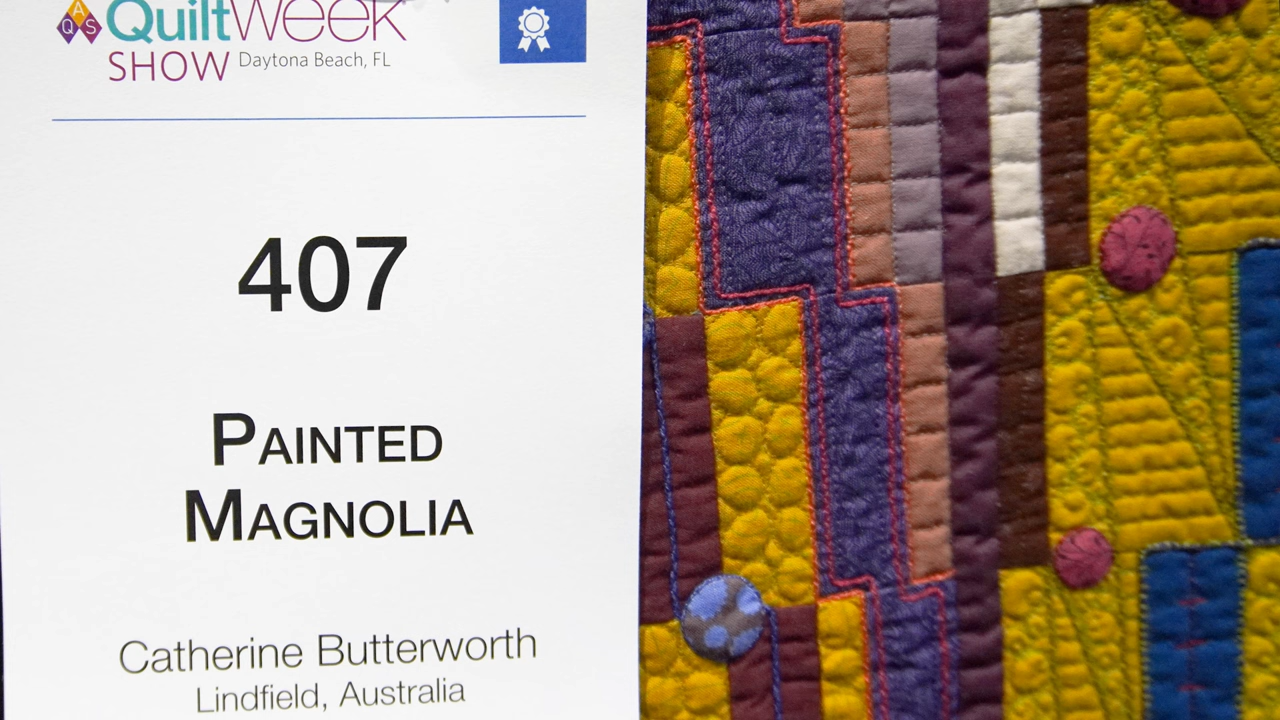 AQS QuiltWeek
SHOW Daytona Beach, FL
407
PAINTED
MAGNOLIA
Catherine Butterworth
Lindfield, Australia